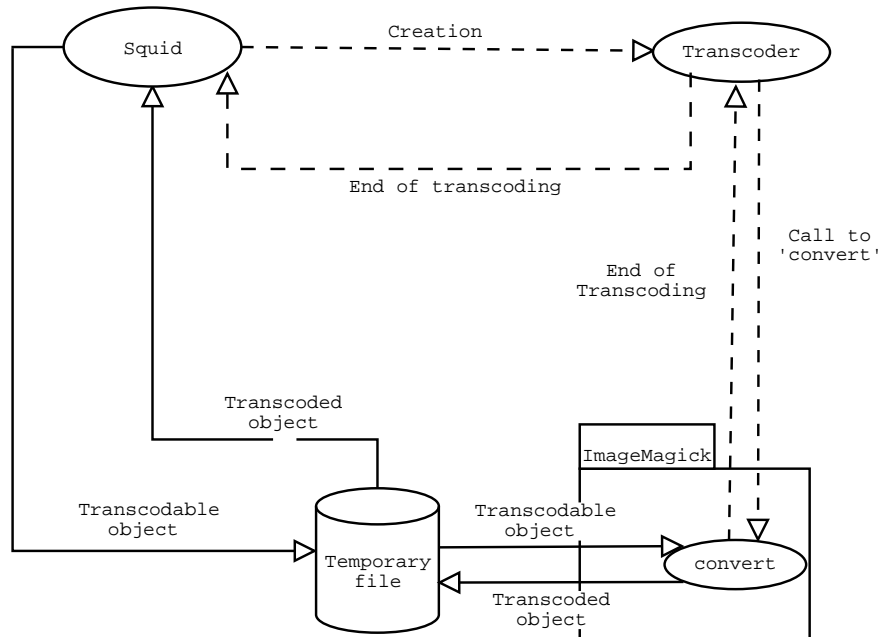 Creation
Squid
Transcoder
End of transcoding
Call to
'convert'
End of
Transcoding
Transcoded
object
ImageMagick
Transcodable
object
Transcodable
object
Temporary
file
convert
Transcoded
object